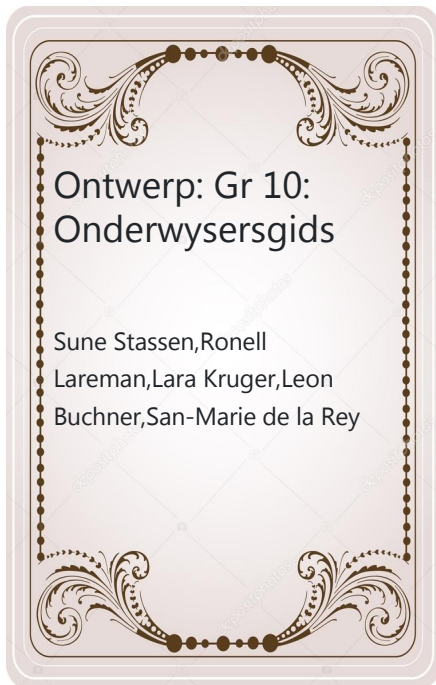 Ontwerp: Gr 10:
Onderwysersgids
Sune Stassen,Ronell
Lareman,Lara Kruger,Leon
Buchner,San-Marie de la Rey